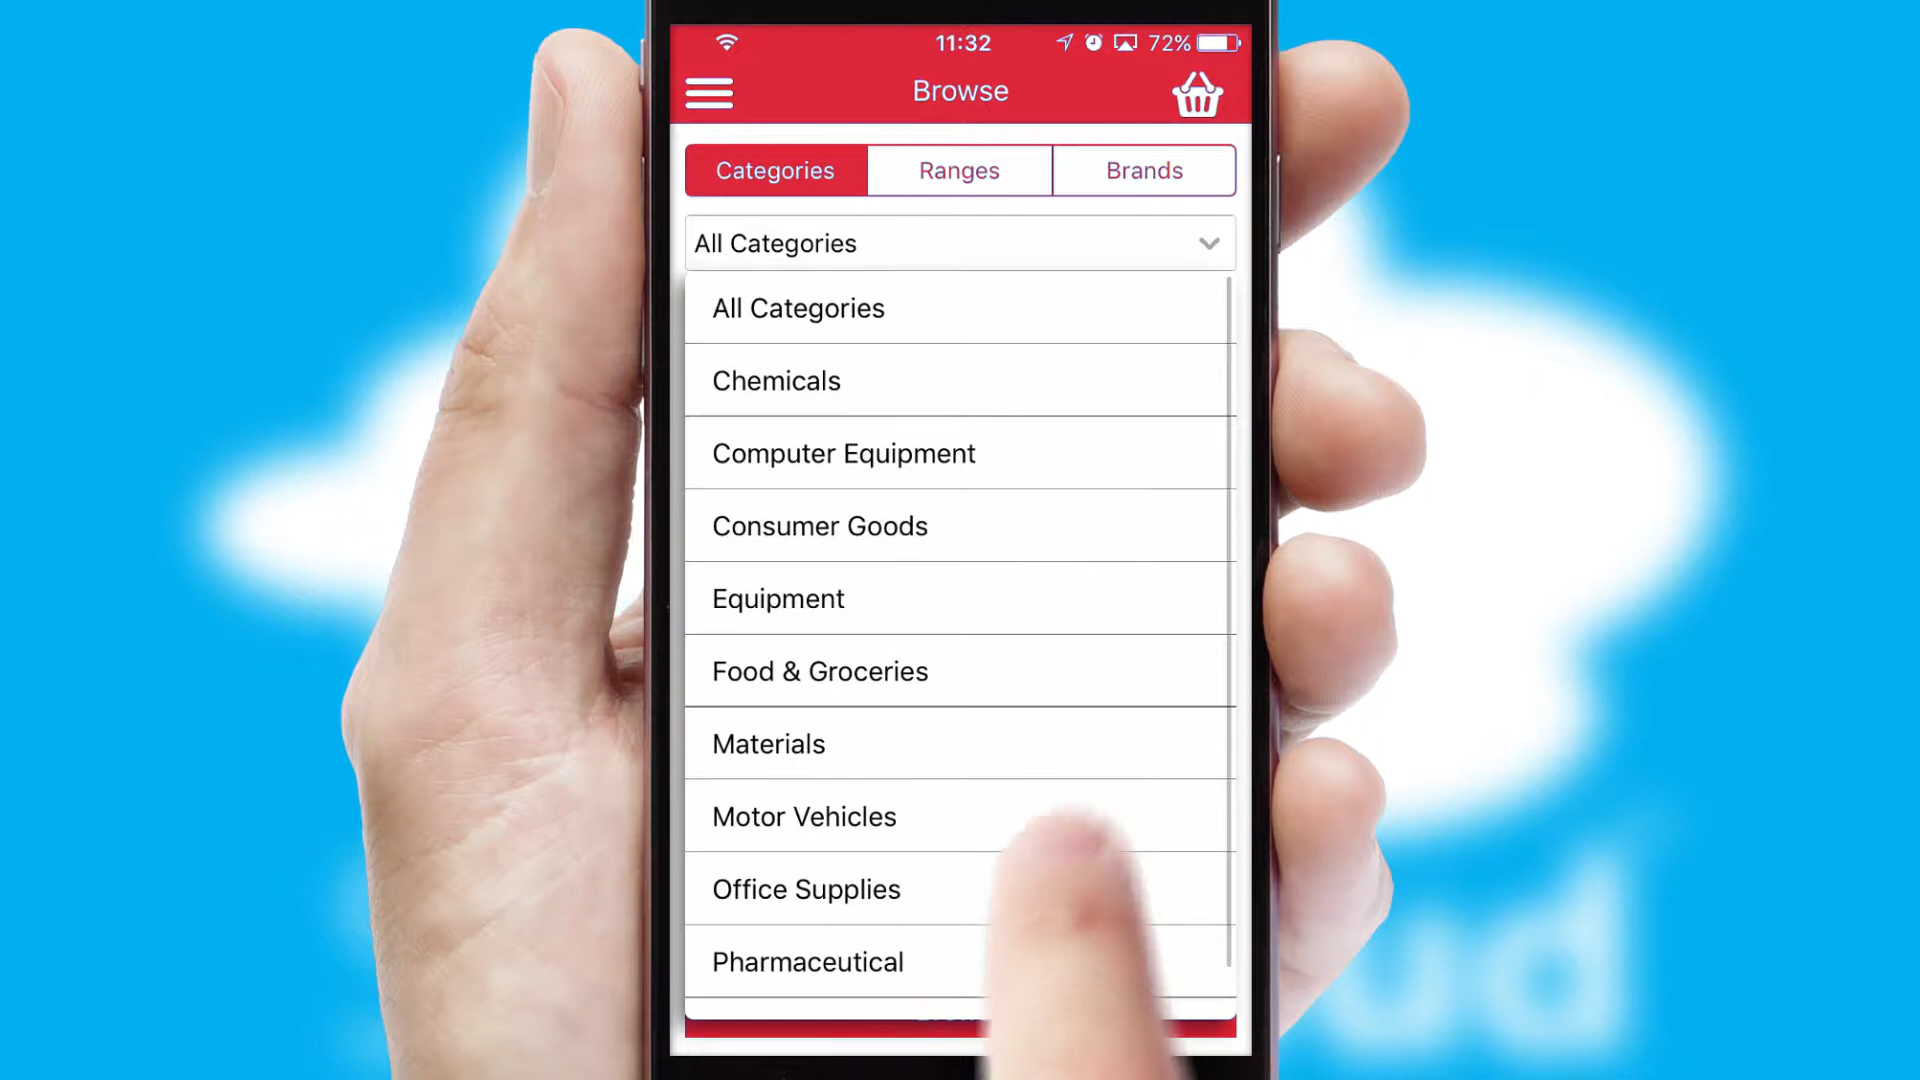 11:32
72%
Browse
Categories
Ranges
Brands
All Categories
All Categories
Chemicals
Computer Equipment
Consumer Goods
Equipment
Food & Groceries
Materials
Motor Vehicles
Office Supplies
Pharmaceutical